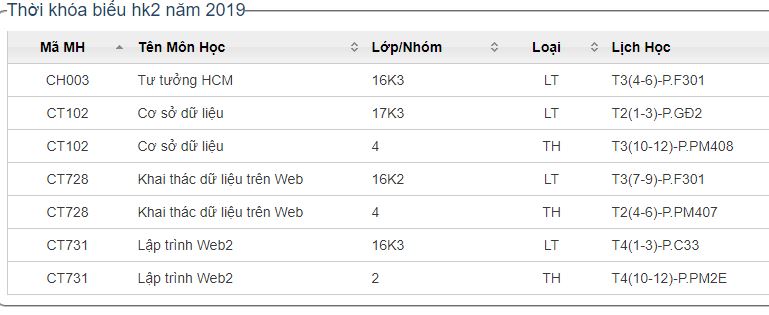 Thời khóa biểu hk2 năm 2019
Mã MH Tên Môn Học Lớp/Nhóm Loại Lịch Học
CH003 Tư tưởng HCM 16K3 LT T3(4-6)-P.F301
CT102 Cơ sở dữ liệu 17K3 LT T2(1-3)-P.GĐ2
CT102 Cơ sở dữ liệu 4 TH T3(10-12)-P.PM408
CT728 Khai thác dữ liệu trên Web 16K2 LT T3(7-9)-P.F301
CT728 Khai thác dữ liệu trên Web 4 TH T2(4-6)-P.PM407
CT731 Lập trình Web2 16K3 LT T4(1-3)-P.C33
CT731 Lập trình Web2 2 TH T4(10-12)-P.PM2E